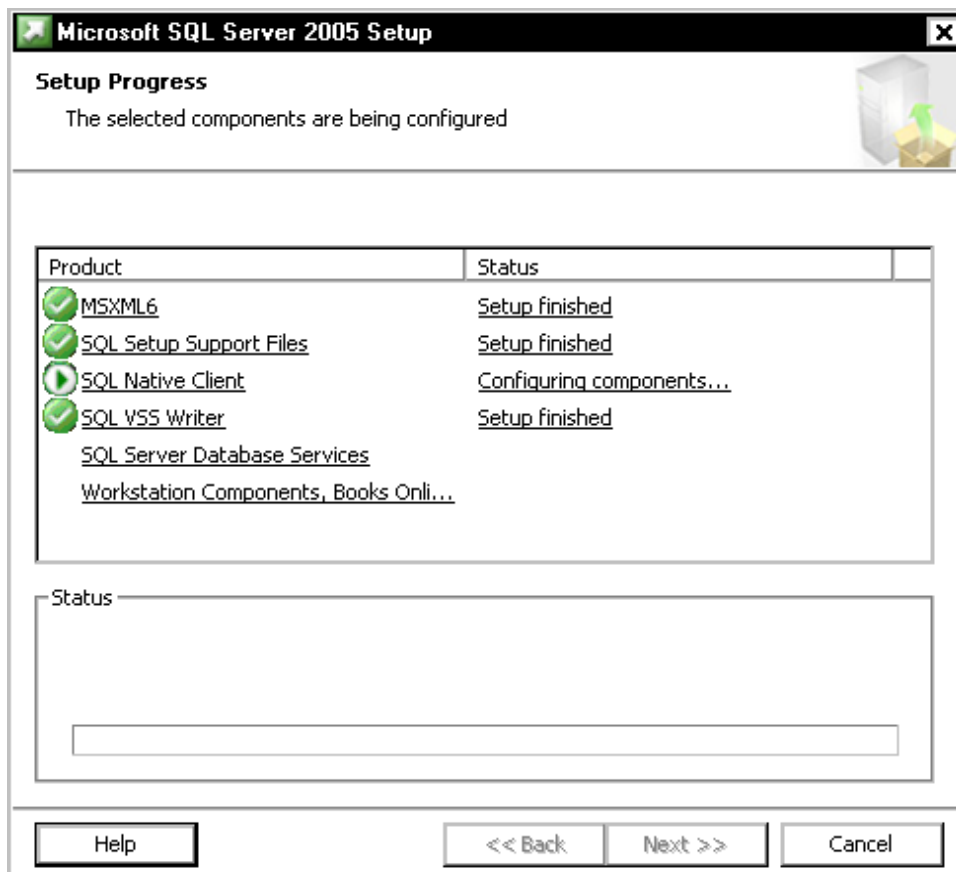 Microsoft SQL Server 2005 Setup
Setup Progress
The selected components are being configured
Product Status
MSXML6 Setup finished
SQL Setup Support Files Setup finished
SQL Native Client Configuring components...
SQL VSS Writer Setup finished
SQL Server Database Services
Workstation Components, Books Onli...
Status
Help << Back Next >> Cancel